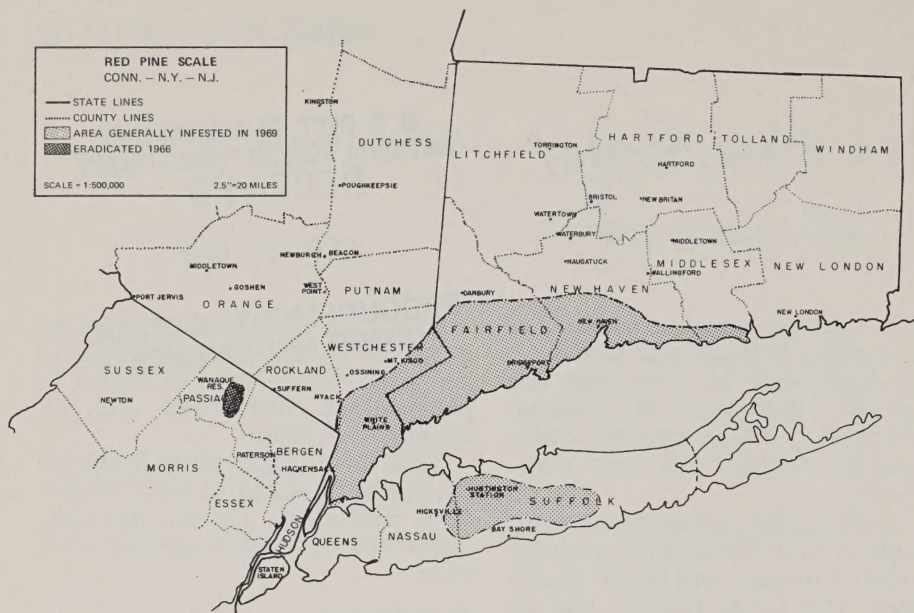 RED PINE SCALE
CONN. – N.Y. – N.J.
STATE LINES
COUNTY LINES
AREA GENERALLY INFESTED IN 1969
ERADICATED 1966
SCALE = 1:500,000 2.5"=20 MILES
KINGSTON
DUTCHESS
POUGHKEEPSIE
LITCHFIELD
TORRINGTON
HARTFORD
HARTFORD
TOLLAND
WINDHAM
BRISTOL
NEW BRITAN
WATERTOWN
WATERBURY
MIDDLETOWN
NAUGATUCK
MIDDLESEX
WALLINGFORD
NEW HAVEN
NEW LONDON
NEW LONDON
NEWBURGH
BEACON
MIDDLETOWN
GOSHEN
ORANGE
WEST
POINT
PUTNAM
PORT JERVIS
DANBURY
FAIRFIELD
NEW HAVEN
BRIDGEPORT
WESTCHESTER
MT. KISCO
OSSINING
ROCKLAND
SUFFERN
NYACK
WHITE
PLAINS
SUSSEX
NEWTON
WANAQUE
RES.
PASSIAC
PATERSON
BERGEN
HACKENSACK
MORRIS
ESSEX
HUDSON
STATEN
ISLAND
QUEENS
NASSAU
HICKSVILLE
HUNTINGTON
STATION
SUFFOLK
BAY SHORE